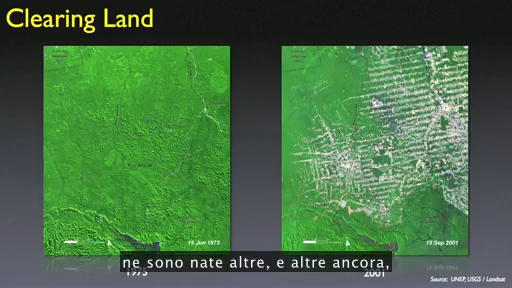 Clearing Land
19 Jun 1975
19 Sep 2001
ne sono nate altre, e altre ancora,
1975
2001
Source: UNEP, USGS / Landsat